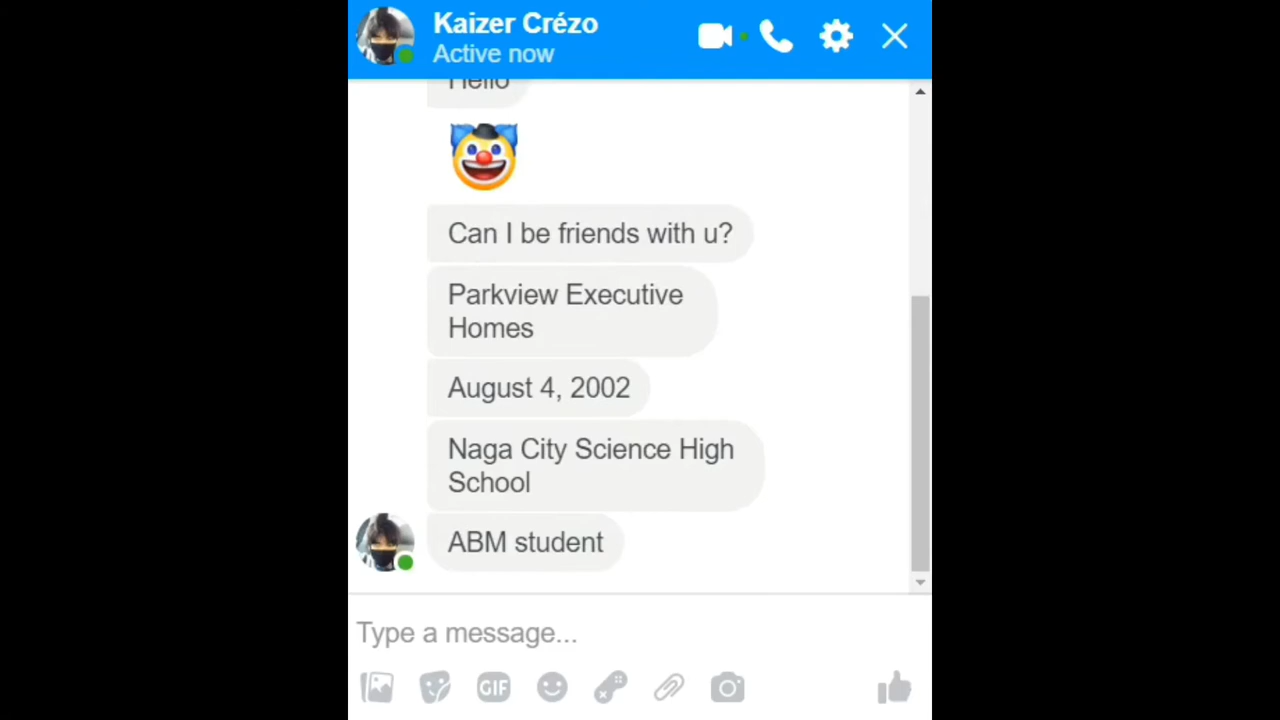 Kaizer Crézo
Active now
Hello
Can I be friends with u?
Parkview Executive
Homes
August 4, 2002
Naga City Science High
School
ABM student
Type a message...
GIF